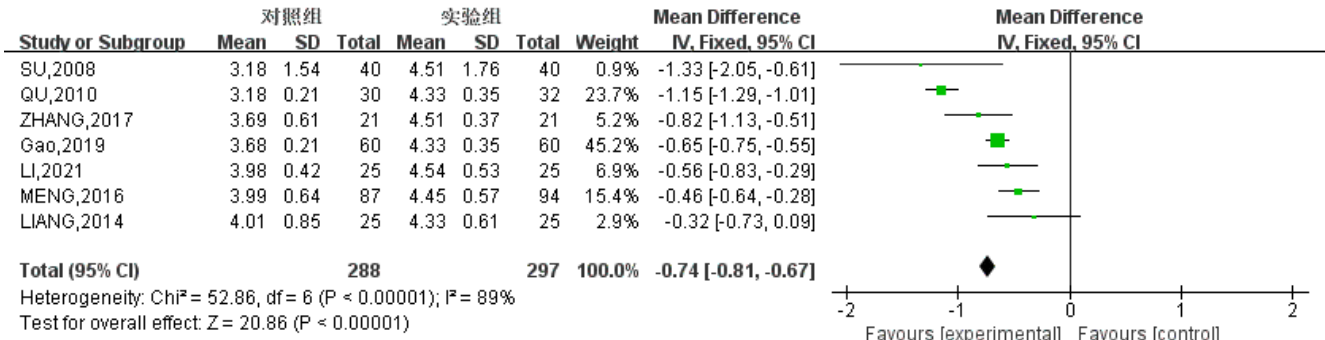 对照组 实验组 Mean Difference Mean Difference
Study or Subgroup Mean SD Total Mean SD Total Weight IV, Fixed, 95% CI IV, Fixed, 95% CI
SU,2008 3.18 1.54 40 4.51 1.76 40 0.9% -1.33 [-2.05, -0.61]
QU,2010 3.18 0.21 30 4.33 0.35 32 23.7% -1.15 [-1.29, -1.01]
ZHANG,2017 3.69 0.61 21 4.51 0.37 21 5.2% -0.82 [-1.13, -0.51]
Gao,2019 3.68 0.21 60 4.33 0.35 60 45.2% -0.65 [-0.75, -0.55]
LI,2021 3.98 0.42 25 4.54 0.53 25 6.9% -0.56 [-0.83, -0.29]
MENG,2016 3.99 0.64 87 4.45 0.57 94 15.4% -0.46 [-0.64, -0.28]
LIANG,2014 4.01 0.85 25 4.33 0.61 25 2.9% -0.32 [-0.73, 0.09]
Total (95% CI) 288 297 100.0% -0.74 [-0.81, -0.67]
Heterogeneity: Chi² = 52.86, df = 6 (P < 0.00001); I² = 89%
Test for overall effect: Z = 20.86 (P < 0.00001)
-2 -1 0 1 2
Favours [experimental] Favours [control]